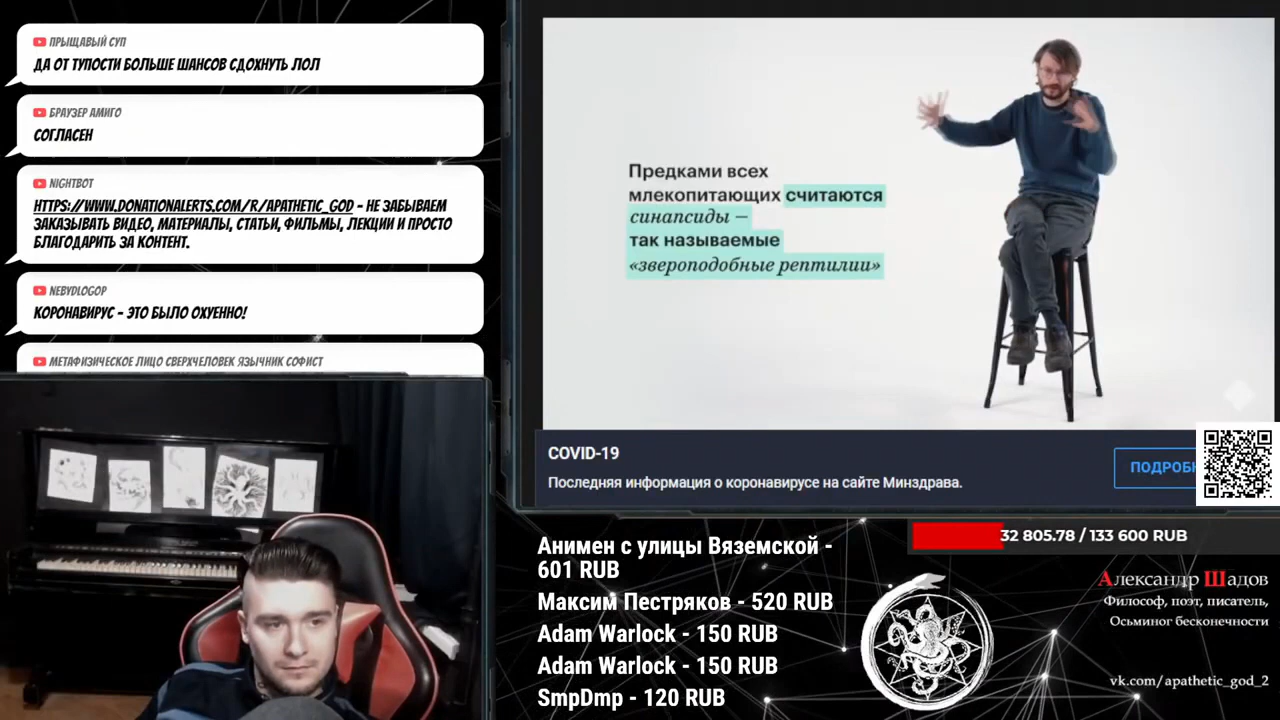 ПРЫЩАВЫЙ СУП
ДА ОТ ТУПОСТИ БОЛЬШЕ ШАНСОВ СДОХНУТЬ ЛОЛ
БРАУЗЕР АМИГО
СОГЛАСЕН
NIGHTBOT
HTTPS://WWW.DONATIONALERTS.COM/R/APATHETIC_GOD - НЕ ЗАБЫВАЕМ
ЗАКАЗЫВАТЬ ВИДЕО, МАТЕРИАЛЫ, СТАТЬИ, ФИЛЬМЫ, ЛЕКЦИИ И ПРОСТО
БЛАГОДАРИТЬ ЗА КОНТЕНТ.
NEBYDLOGOP
КОРОНАВИРУС - ЭТО БЫЛО ОХУЕННО!
МЕТАФИЗИЧЕСКОЕ ЛИЦО СВЕРХЧЕЛОВЕК ЯЗЫЧНИК СОФИСТ
Предками всех
млекопитающих считаются
синапсиды –
так называемые
«звероподобные рептилии»
COVID-19
Последняя информация о коронавирусе на сайте Минздрава.
ПОДРОБН
32 805.78 / 133 600 RUB
Анимен с улицы Вяземской -
601 RUB
Максим Пестряков - 520 RUB
Adam Warlock - 150 RUB
Adam Warlock - 150 RUB
SmpDmp - 120 RUB
Александр Шадов
Философ, поэт, писатель,
Осьминог бесконечности
vk.com/apathetic_god_2